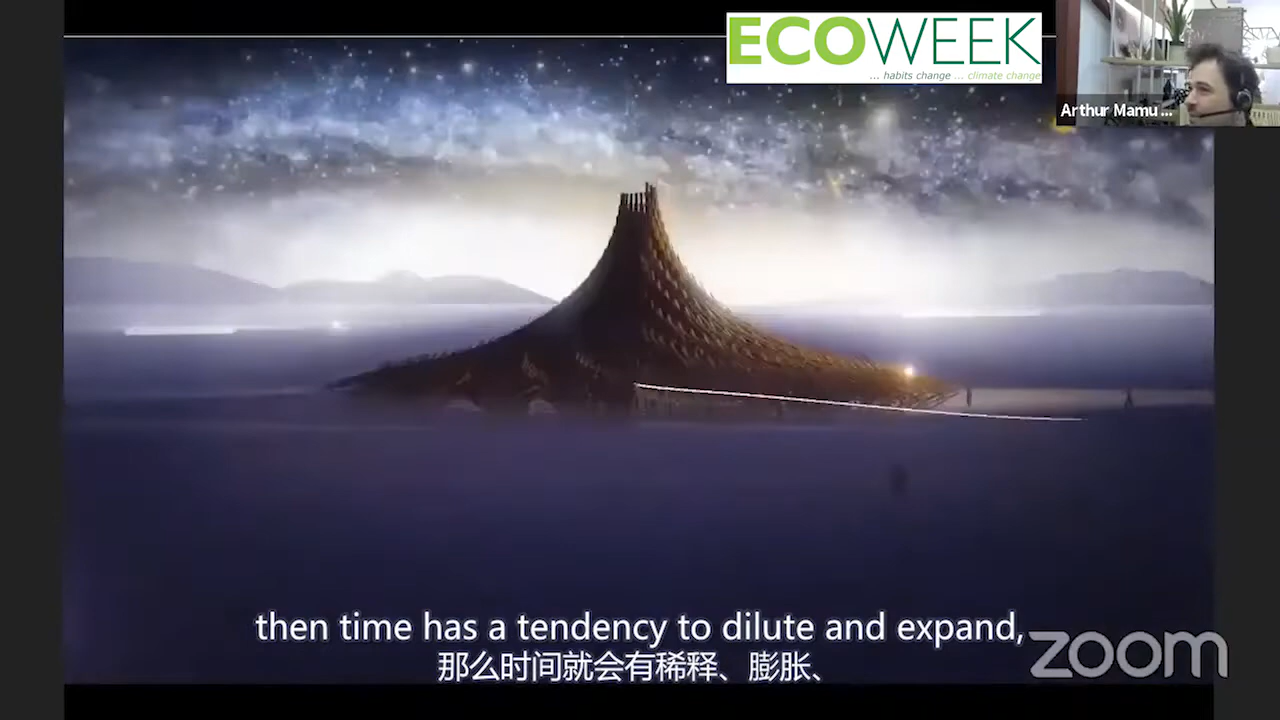 ECOWEEK
... habits change ... climate change
Arthur Mamu ...
then time has a tendency to dilute and expand,
那么时间就会有稀释、膨胀、
zoom